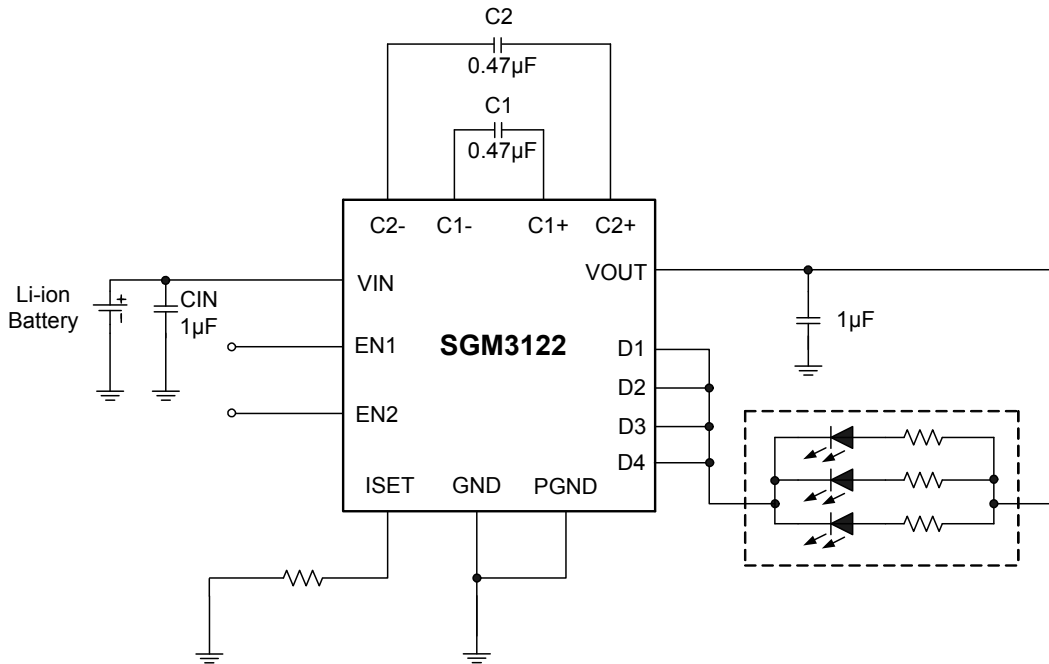 C2
0.47µF
C1
0.47µF
C2- C1- C1+ C2+
VIN
VOUT
Li-ion
Battery
+
CIN
1µF
1µF
EN1
SGM3122
D1
D2
EN2
D3
D4
ISET GND PGND